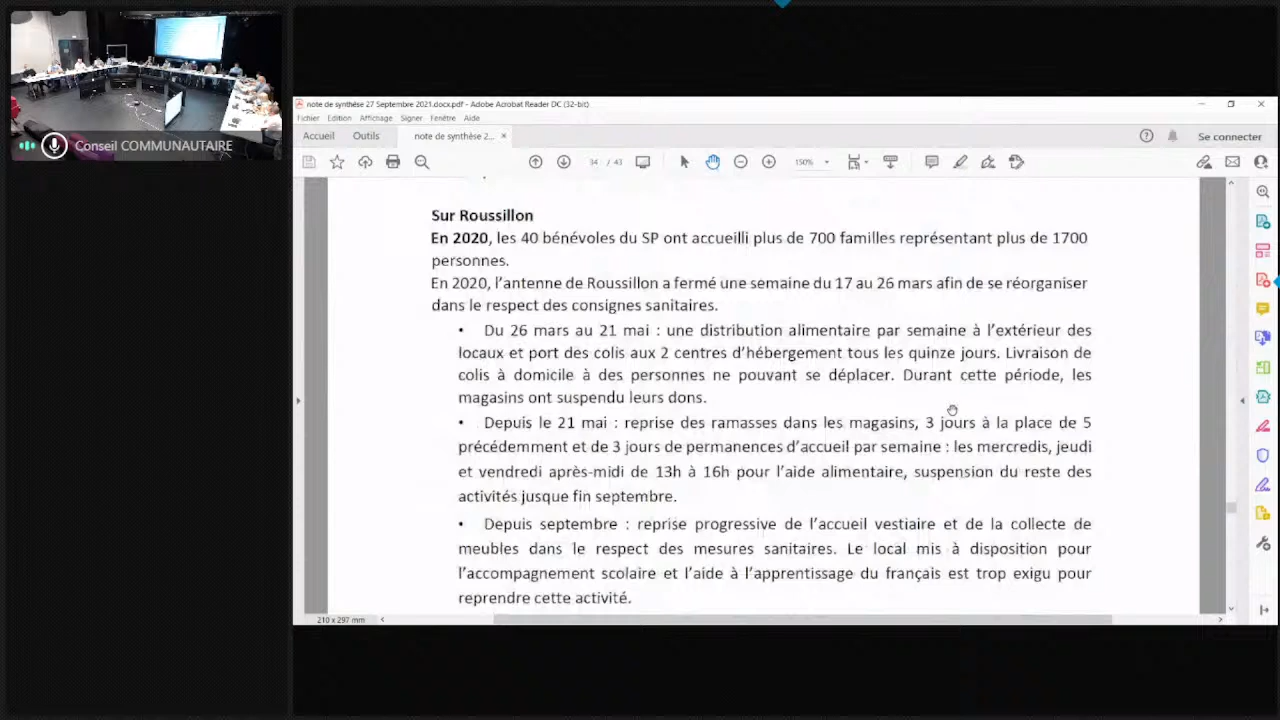 Conseil COMMUNAUTAIRE
note de synthèse 27 Septembre 2021.docx.pdf - Adobe Acrobat Reader DC (32-bit)
Fichier Edition Affichage Signer Fenêtre Aide
Accueil Outils note de synthèse 2... × Se connecter
34 / 43 150%
Sur Roussillon
En 2020, les 40 bénévoles du SP ont accueilli plus de 700 familles représentant plus de 1700
personnes.
En 2020, l'antenne de Roussillon a fermé une semaine du 17 au 26 mars afin de se réorganiser
dans le respect des consignes sanitaires.
• Du 26 mars au 21 mai : une distribution alimentaire par semaine à l'extérieur des
locaux et port des colis aux 2 centres d'hébergement tous les quinze jours. Livraison de
colis à domicile à des personnes ne pouvant se déplacer. Durant cette période, les
magasins ont suspendu leurs dons.
• Depuis le 21 mai : reprise des ramasses dans les magasins, 3 jours à la place de 5
précédemment et de 3 jours de permanences d'accueil par semaine : les mercredis, jeudi
et vendredi après-midi de 13h à 16h pour l'aide alimentaire, suspension du reste des
activités jusque fin septembre.
• Depuis septembre : reprise progressive de l'accueil vestiaire et de la collecte de
meubles dans le respect des mesures sanitaires. Le local mis à disposition pour
l'accompagnement scolaire et l'aide à l'apprentissage du français est trop exigu pour
reprendre cette activité.
210 x 297 mm